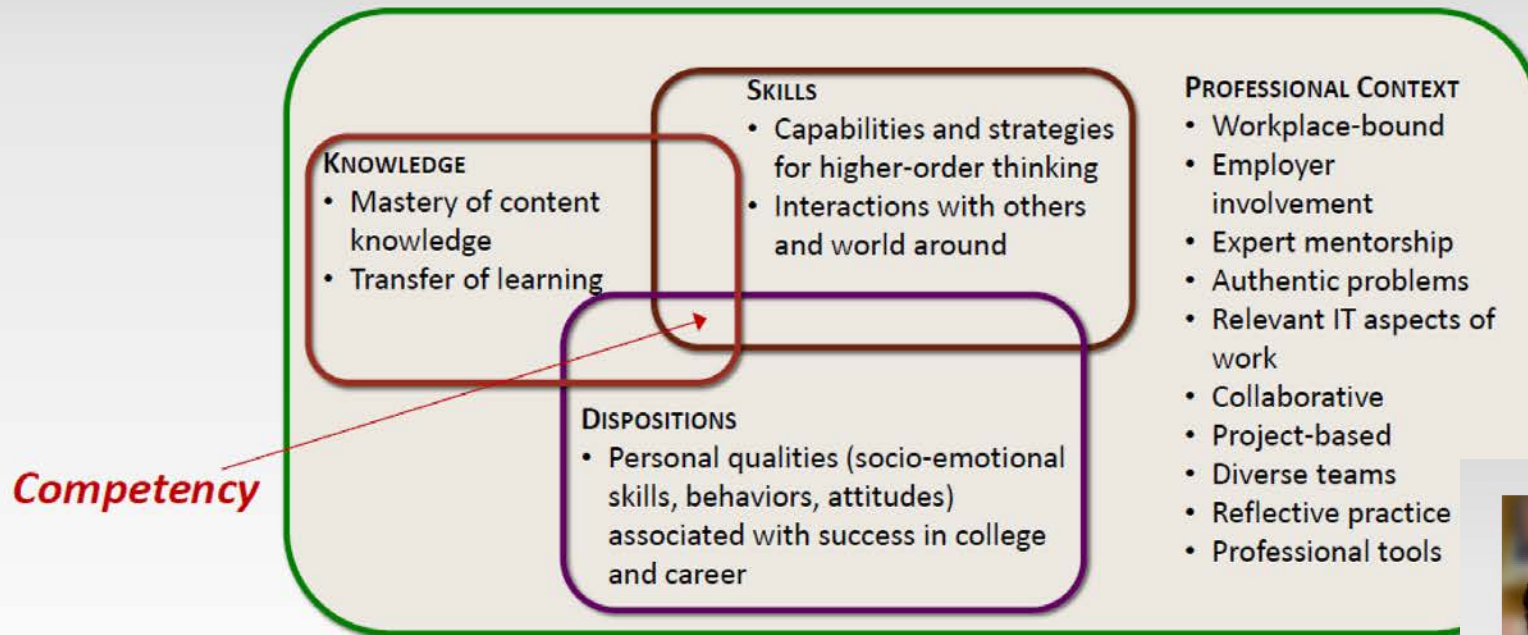 KNOWLEDGE
• Mastery of content
knowledge
• Transfer of learning
SKILLS
• Capabilities and strategies
for higher-order thinking
• Interactions with others
and world around
DISPOSITIONS
• Personal qualities (socio-emotional
skills, behaviors, attitudes)
associated with success in college
and career
PROFESSIONAL CONTEXT
• Workplace-bound
• Employer
involvement
• Expert mentorship
• Authentic problems
• Relevant IT aspects of
work
• Collaborative
• Project-based
• Diverse teams
• Reflective practice
• Professional tools
Competency